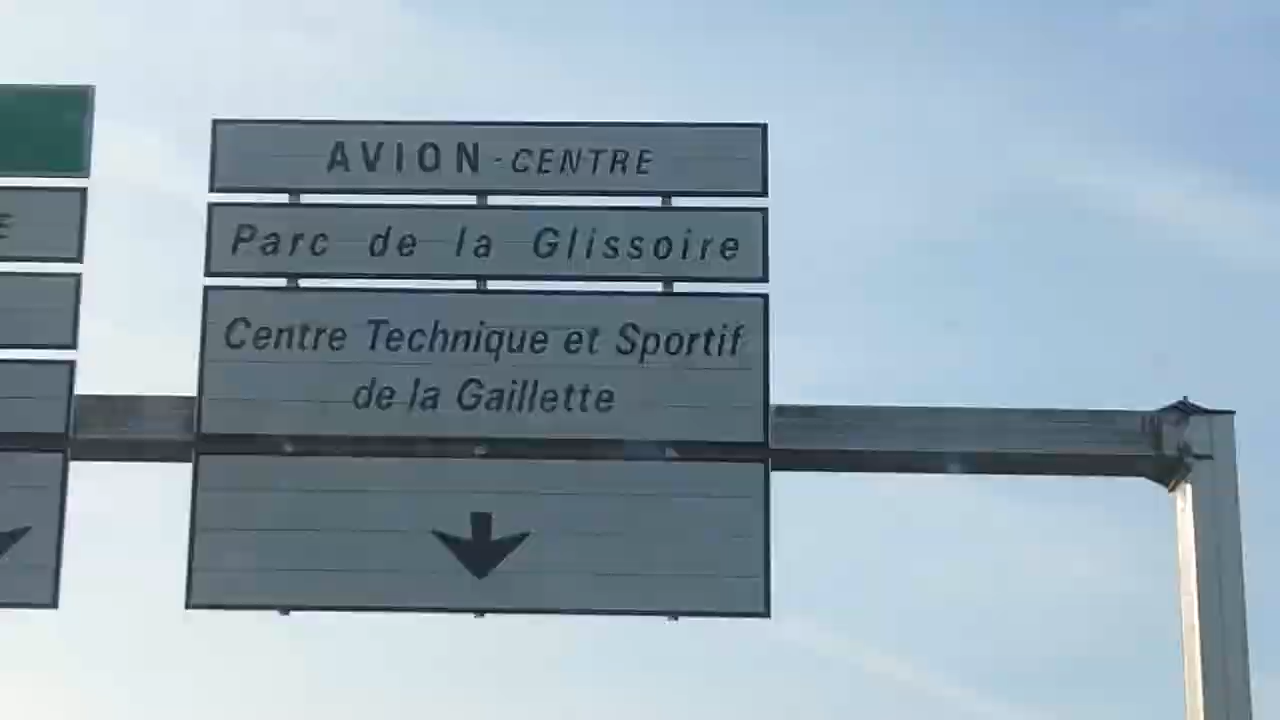 AVION - CENTRE
Parc de la Glissoire
Centre Technique et Sportif
de la Gaillette